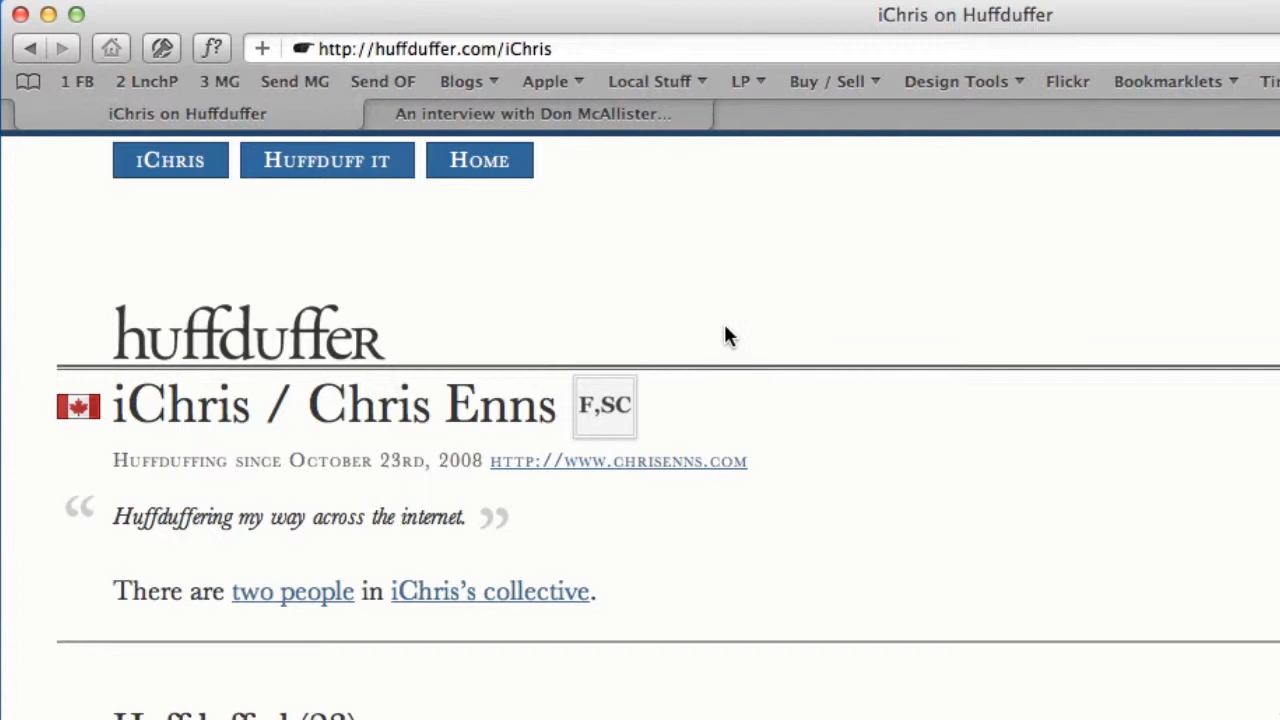 iChris on Huffduffer
f?
http://huffduffer.com/iChris
1 FB 2 LnchP 3 MG Send MG Send OF Blogs Apple Local Stuff LP Buy / Sell Design Tools Flickr Bookmarklets
iChris on Huffduffer An interview with Don McAllister...
iChris Huffduff it Home
huffduffer
iChris / Chris Enns F,SC
Huffduffing since October 23rd, 2008 http://www.chrisenns.com
“ Huffduffering my way across the internet. ”
There are two people in iChris’s collective.